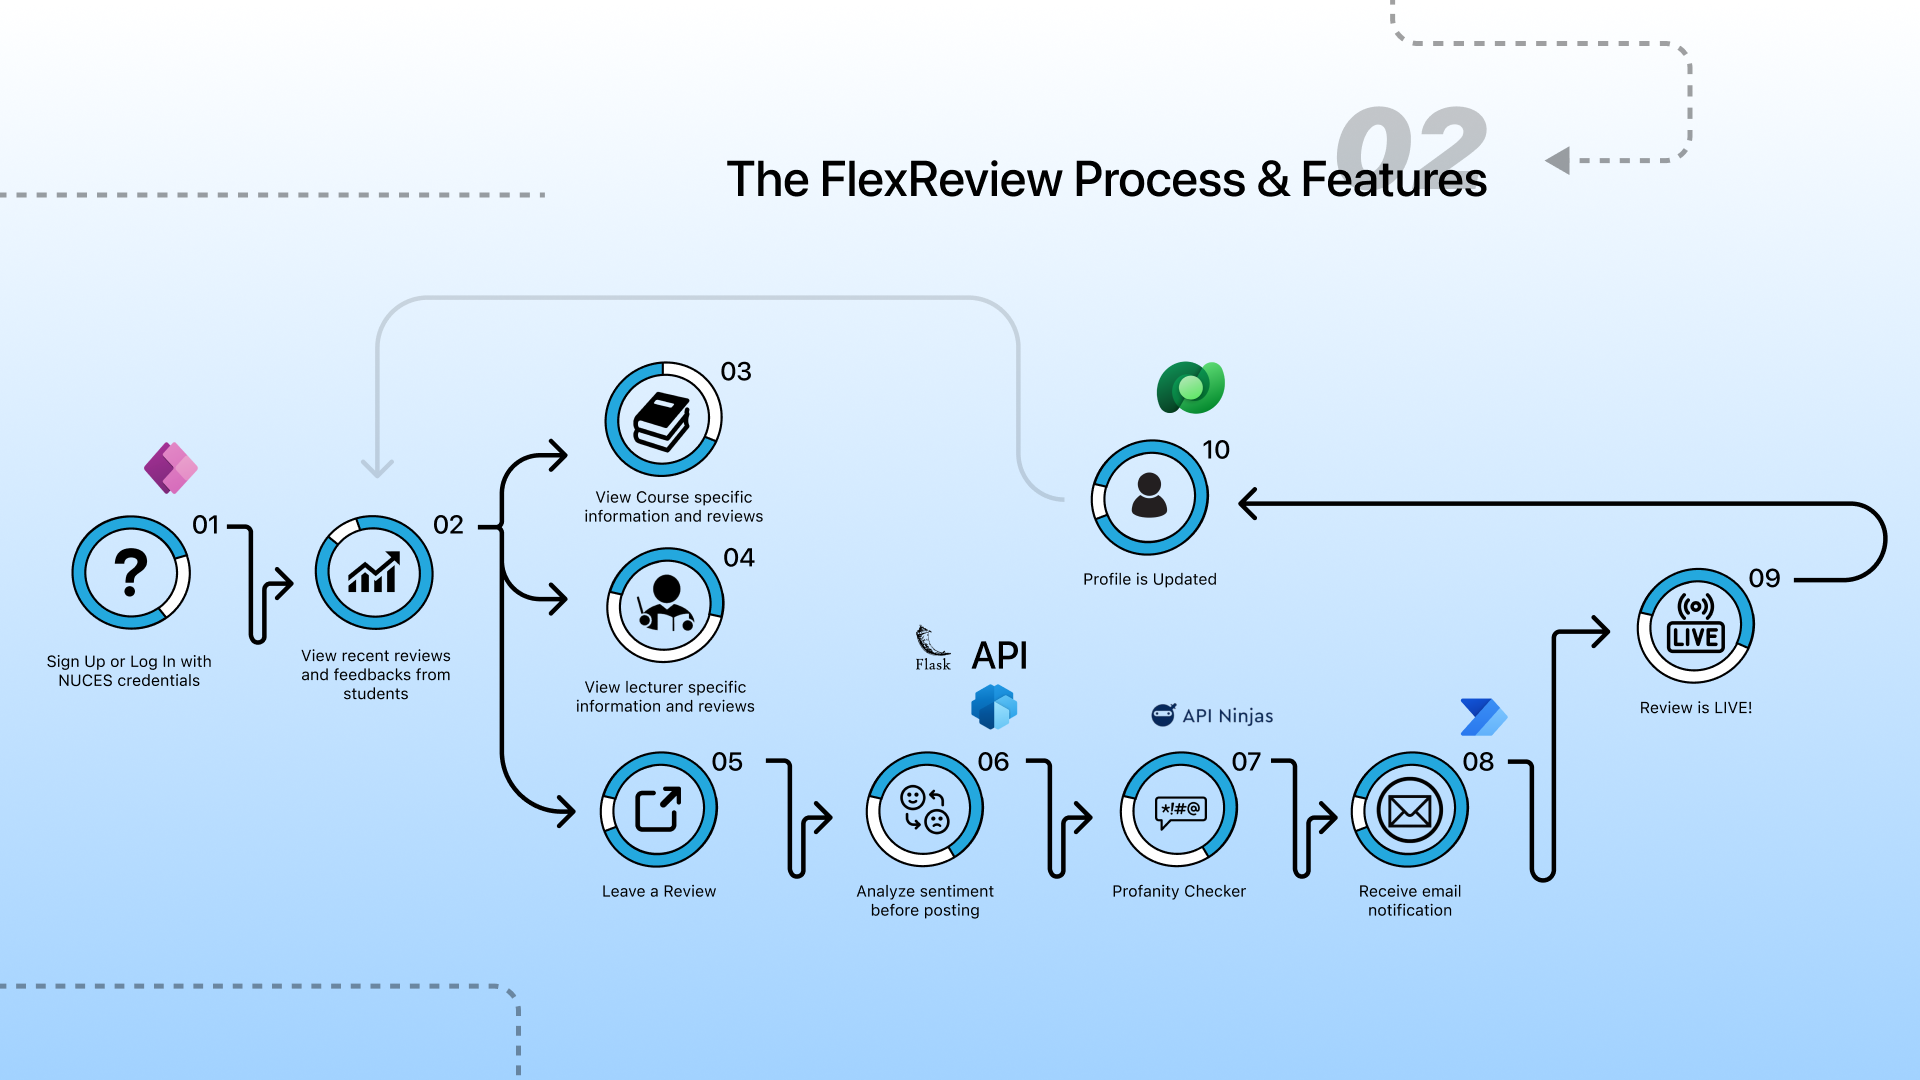 02
The FlexReview Process & Features
01
Sign Up or Log In with
NUCES credentials
02
View recent reviews
and feedbacks from
students
03
View Course specific
information and reviews
04
View lecturer specific
information and reviews
05
Leave a Review
Flask
API
06
Analyze sentiment
before posting
API Ninjas
07
*!#@
Profanity Checker
08
Receive email
notification
09
LIVE
Review is LIVE!
10
Profile is Updated